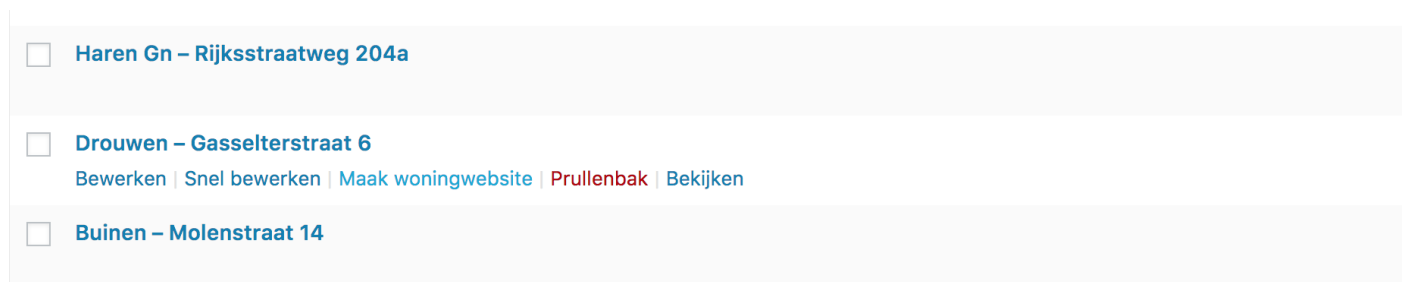 Haren Gn – Rijksstraatweg 204a
Drouwen – Gasselterstraat 6
Bewerken | Snel bewerken | Maak woningwebsite | Prullenbak | Bekijken
Buinen – Molenstraat 14